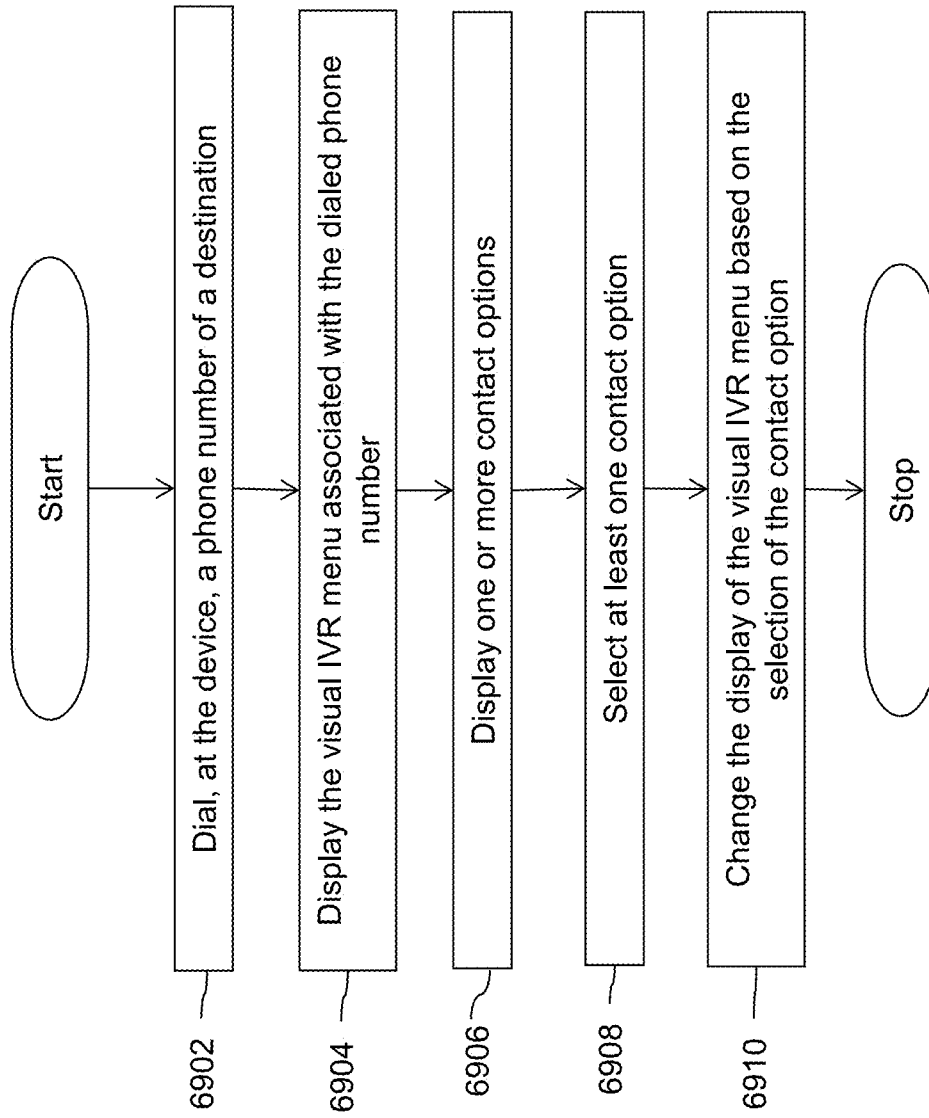 Start
6902
Dial, at the device, a phone number of a destination
6904
Display the visual IVR menu associated with the dialed phone
number
6906
Display one or more contact options
6908
Select at least one contact option
6910
Change the display of the visual IVR menu based on the
selection of the contact option
Stop